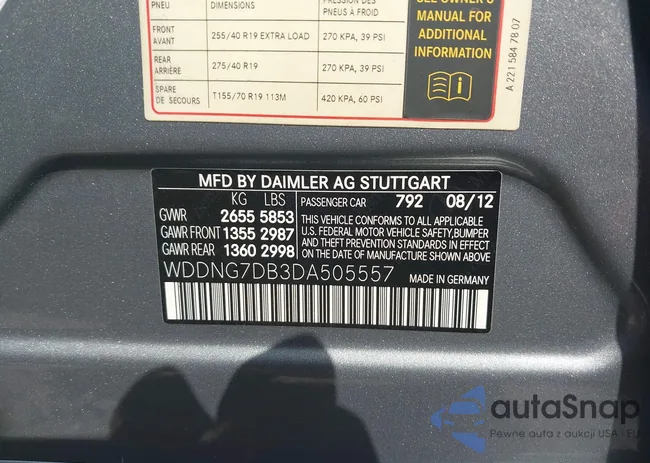 PNEU DIMENSIONS PRESSION DES PNEUS À FROID
FRONT AVANT 255/40 R19 EXTRA LOAD 270 KPA, 39 PSI
REAR ARRIÈRE 275/40 R19 270 KPA, 39 PSI
SPARE DE SECOURS T155/70 R19 113M 420 KPA, 60 PSI
SEE OWNER'S
MANUAL FOR
ADDITIONAL
INFORMATION
A 221 584 78 07
MFD BY DAIMLER AG STUTTGART
KG LBS PASSENGER CAR 792 08/12
GVWR 2655 5853
GAWR FRONT 1355 2987
GAWR REAR 1360 2998
THIS VEHICLE CONFORMS TO ALL APPLICABLE
U.S. FEDERAL MOTOR VEHICLE SAFETY,BUMPER,
AND THEFT PREVENTION STANDARDS IN EFFECT
ON THE DATE OF MANUFACTURE SHOWN ABOVE.
WDDNG7DB3DA505557 MADE IN GERMANY
autaSnap
Pewne auta z aukcji USA - EU